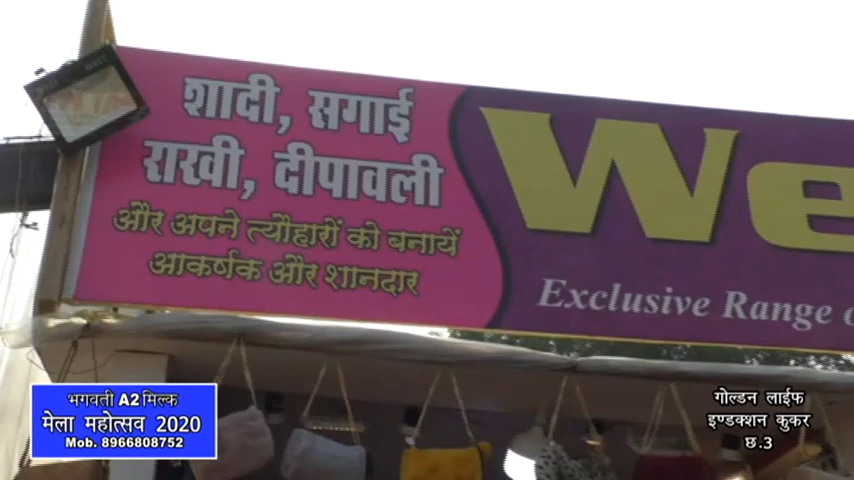 शादी, सगाई
राखी, दीपावली
और अपने त्यौहारों को बनायें
आकर्षक और शानदार
We
Exclusive Range
भगवती A2 मिल्क
मेला महोत्सव 2020
Mob. 8966808752
गोल्डन लाईफ
इण्डक्शन कुकर
छ.3